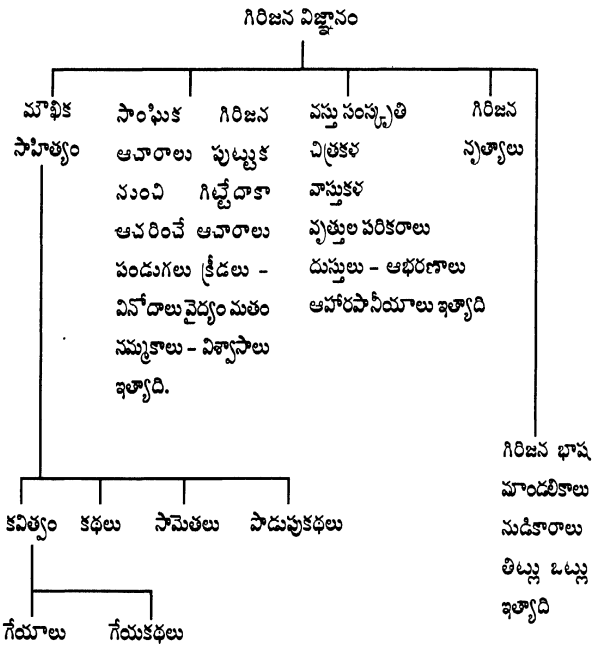 గిరిజన విజ్ఞానం
మౌఖిక
సాహిత్యం
సాంఘిక గిరిజన
ఆచారాలు పుట్టుక
నుంచి గిట్టేదాకా
ఆచరించే ఆచారాలు
పండుగలు క్రీడలు –
వినోదాలు వైద్యం మతం
నమ్మకాలు – విశ్వాసాలు
ఇత్యాది.
వస్తు సంస్కృతి
చిత్రకళ
వాస్తుకళ
వృత్తుల పరికరాలు
దుస్తులు – ఆభరణాలు
ఆహారపానీయాలు ఇత్యాది
గిరిజన
నృత్యాలు
గిరిజన భాష
మాండలికాలు
నుడికారాలు
తిట్లు ఒట్లు
ఇత్యాది
కవిత్వం కథలు సామెతలు పొడుపుకథలు
గేయాలు గేయకథలు